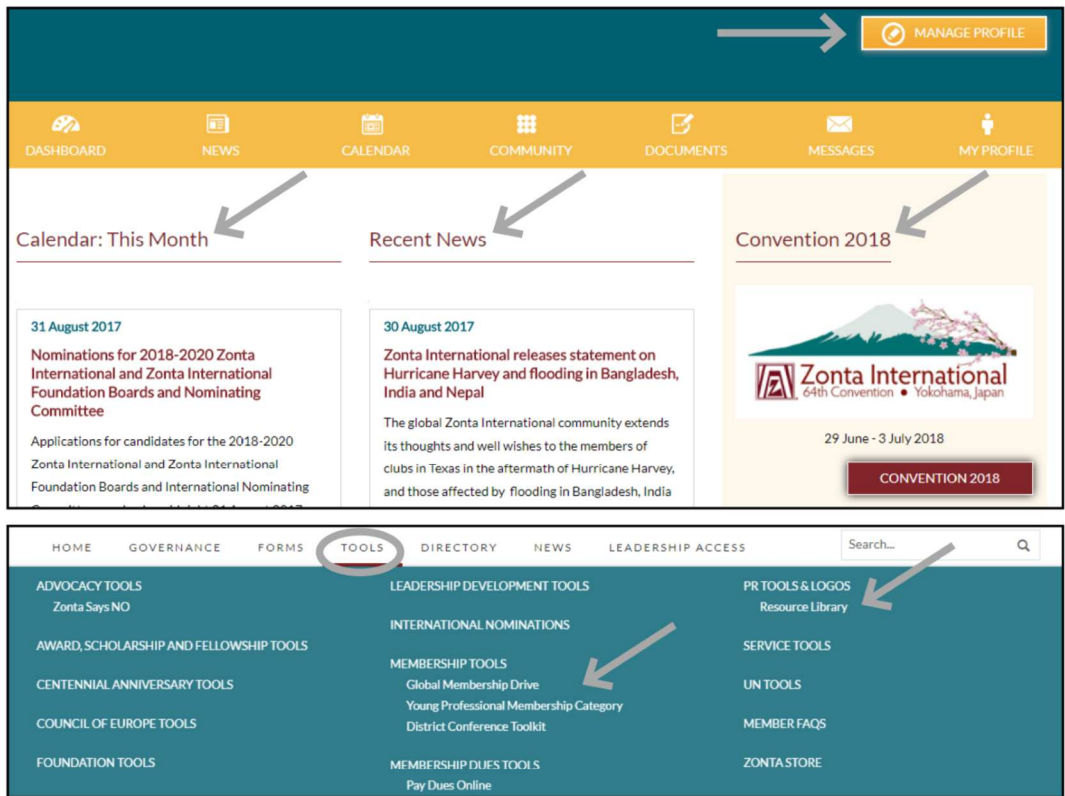 MANAGE PROFILE
DASHBOARD
NEWS
CALENDAR
COMMUNITY
DOCUMENTS
MESSAGES
MY PROFILE
Calendar: This Month
31 August 2017
Nominations for 2018-2020 Zonta
International and Zonta International
Foundation Boards and Nominating
Committee
Applications for candidates for the 2018-2020
Zonta International and Zonta International
Foundation Boards and International Nominating
Recent News
30 August 2017
Zonta International releases statement on
Hurricane Harvey and flooding in Bangladesh,
India and Nepal
The global Zonta International community extends
its thoughts and well wishes to the members of
clubs in Texas in the aftermath of Hurricane Harvey,
and those affected by flooding in Bangladesh, India
Convention 2018
Zonta International
64th Convention • Yokohama, Japan
29 June - 3 July 2018
CONVENTION 2018
HOME
GOVERNANCE
FORMS
TOOLS
DIRECTORY
NEWS
LEADERSHIP ACCESS
Search...
ADVOCACY TOOLS
Zonta Says NO
AWARD, SCHOLARSHIP AND FELLOWSHIP TOOLS
CENTENNIAL ANNIVERSARY TOOLS
COUNCIL OF EUROPE TOOLS
FOUNDATION TOOLS
LEADERSHIP DEVELOPMENT TOOLS
INTERNATIONAL NOMINATIONS
MEMBERSHIP TOOLS
Global Membership Drive
Young Professional Membership Category
District Conference Toolkit
MEMBERSHIP DUES TOOLS
Pay Dues Online
PR TOOLS & LOGOS
Resource Library
SERVICE TOOLS
UN TOOLS
MEMBER FAQS
ZONTA STORE